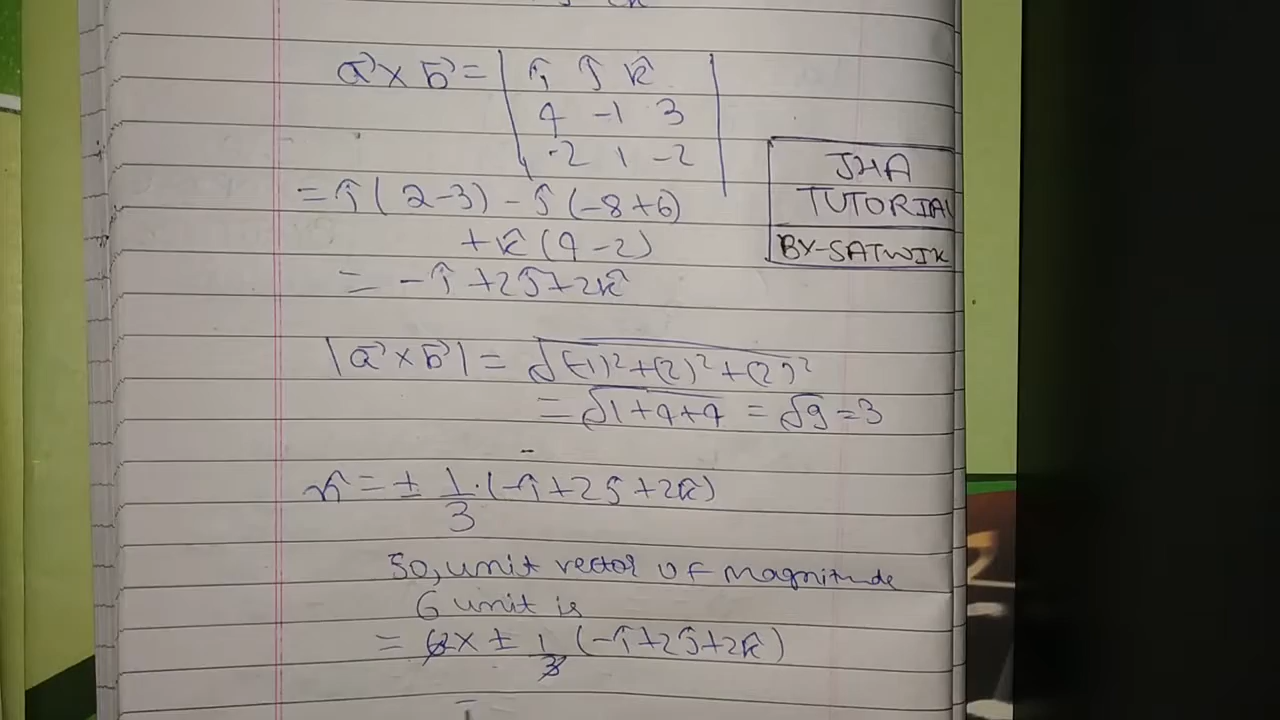 a⃗ × b⃗ = | î ĵ k̂ |
4 -1 3
-2 1 -2
= î ( 2-3) - ĵ (-8+6)
+ k̂ (4-2)
= -î +2ĵ+2k̂
|a⃗ × b⃗| = √(-1)²+(2)²+(2)²
= √1+4+4 = √9 =3
n̂ = ± 1/3 . (-î+2ĵ+2k̂)
So, unit vector of magnitude
6 unit is
= 6x ± 1/3 (-î+2ĵ+2k̂)
=
JHA
TUTORIAL
BY-SATWIK